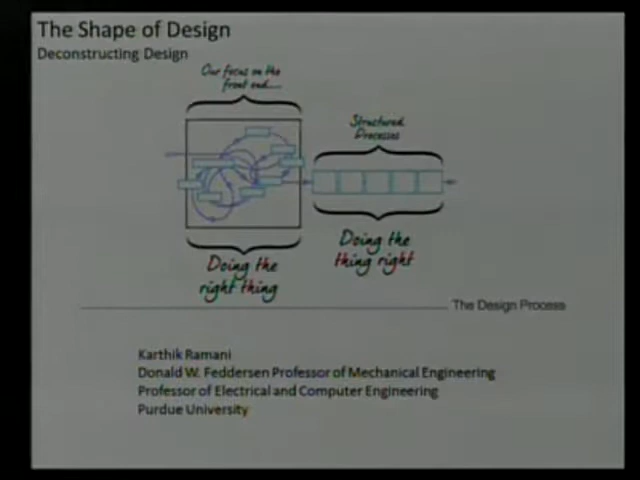 The Shape of Design
Deconstructing Design
Our focus on the
front end....
Structured
Processes
Doing the
right thing
Doing the
thing right
The Design Process
Karthik Ramani
Donald W. Feddersen Professor of Mechanical Engineering
Professor of Electrical and Computer Engineering
Purdue University